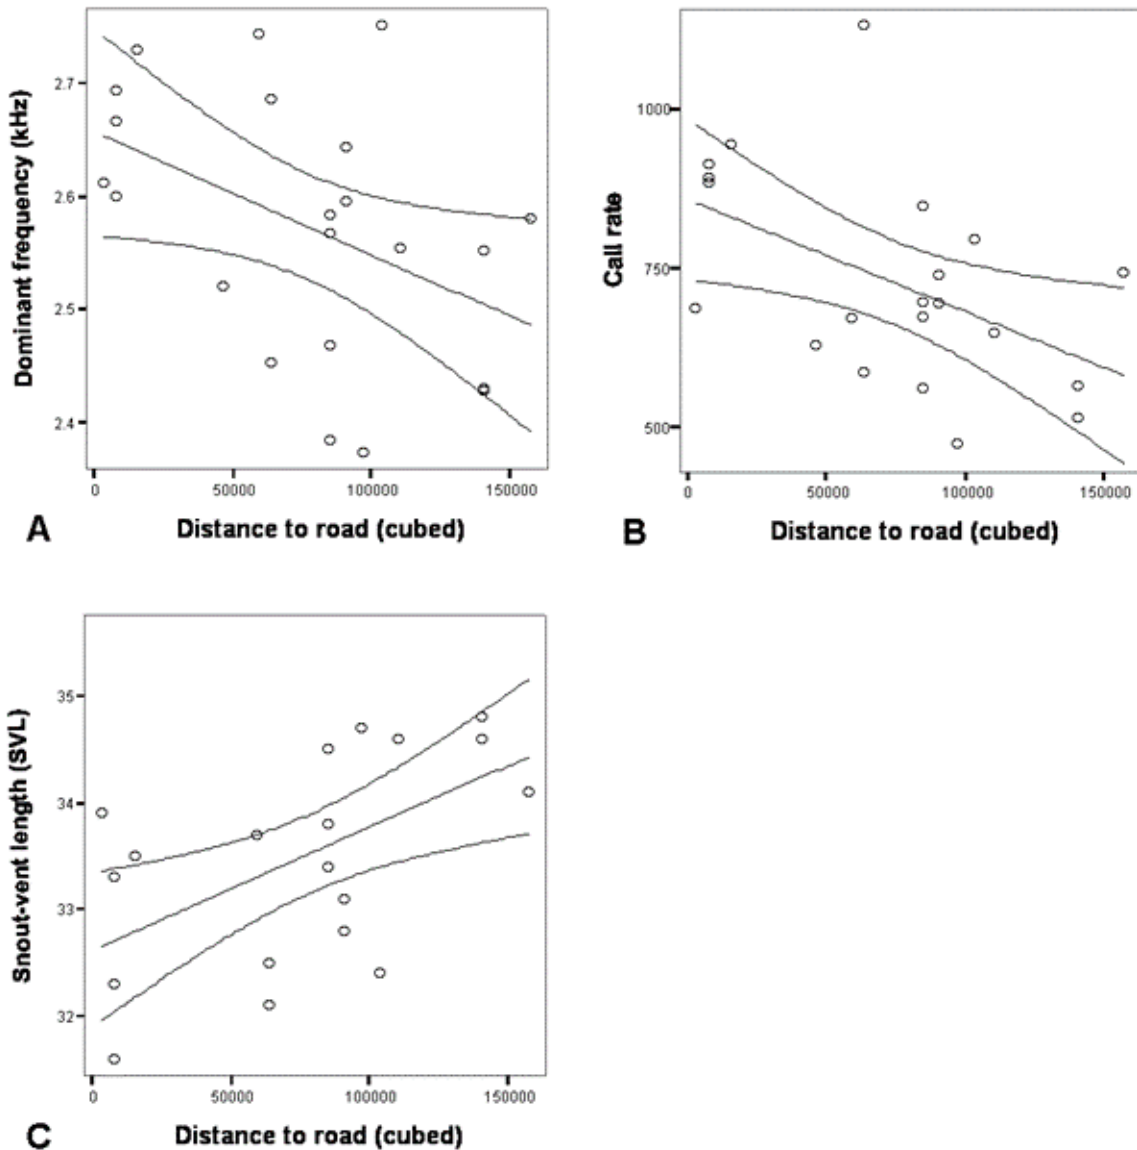 Dominant frequency (kHz)
2.7
2.6
2.5
2.4
0 50000 100000 150000
A Distance to road (cubed)
Call rate
1000
750
500
0 50000 100000 150000
B Distance to road (cubed)
Snout-vent length (SVL)
35
34
33
32
0 50000 100000 150000
C Distance to road (cubed)